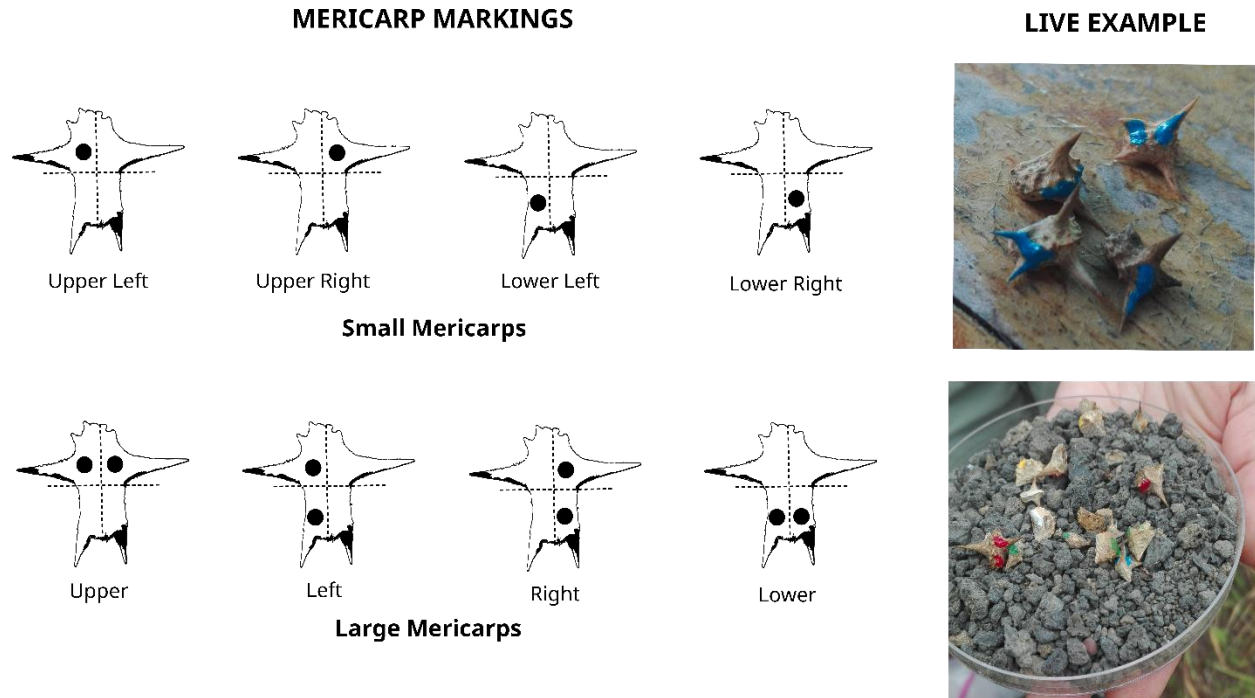 MERICARP MARKINGS
LIVE EXAMPLE
Upper Left
Upper Right
Lower Left
Lower Right
Small Mericarps
Upper
Left
Right
Lower
Large Mericarps